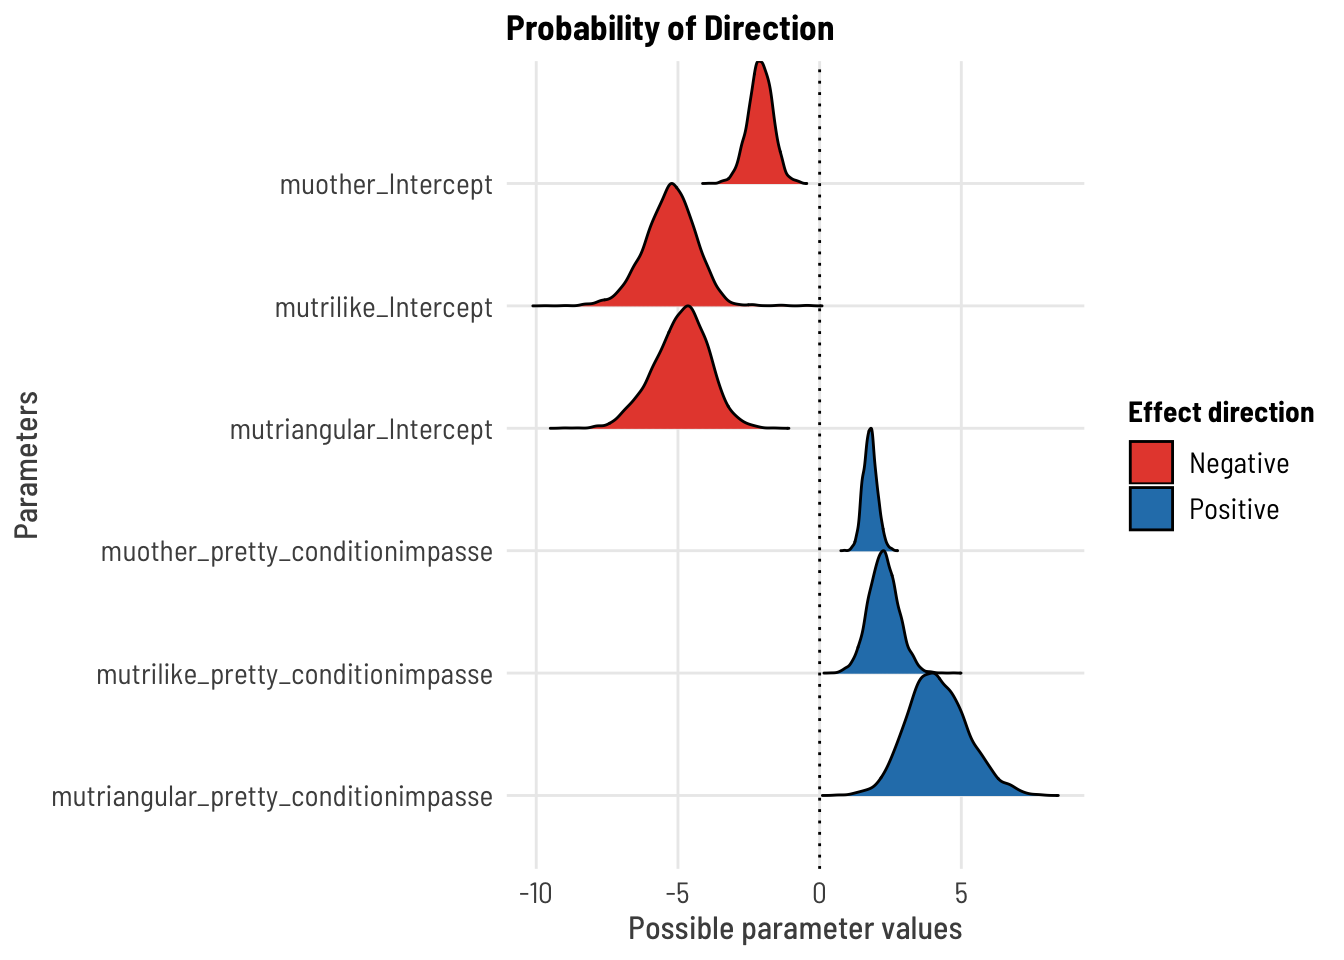 Probability of Direction
muother_Intercept
mutrilike_Intercept
mutriangular_Intercept
muother_pretty_conditionimpasse
mutrilike_pretty_conditionimpasse
mutriangular_pretty_conditionimpasse
Parameters
-10 -5 0 5
Possible parameter values
Effect direction
Negative
Positive